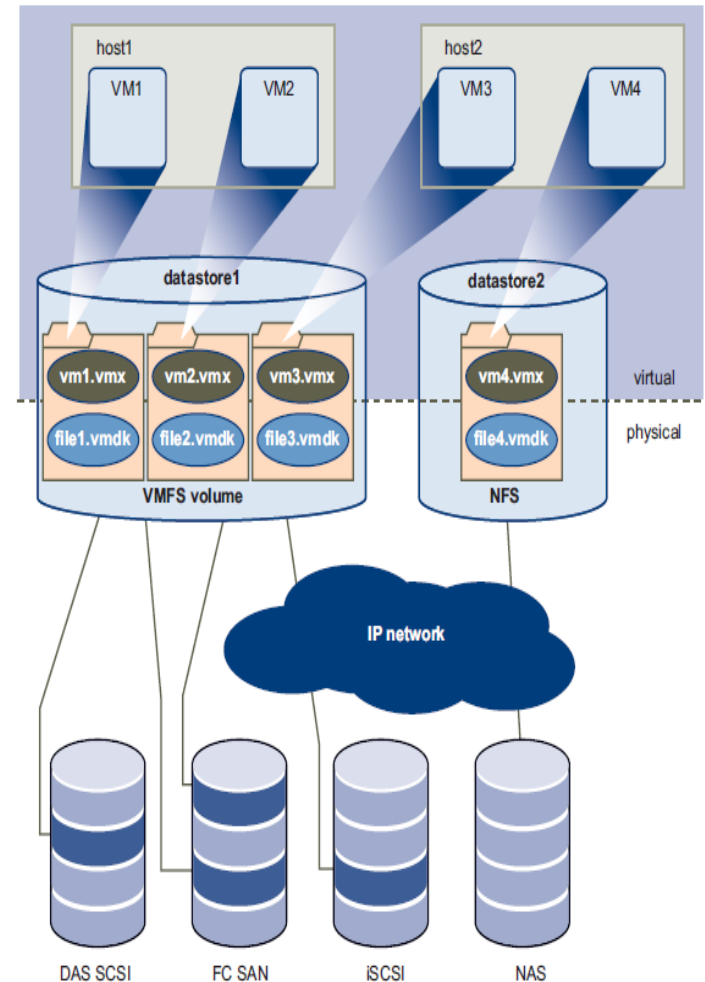 host1
host2
VM1
VM2
VM3
VM4
datastore1
datastore2
vm1.vmx
vm2.vmx
vm3.vmx
vm4.vmx
virtual
file1.vmdk
file2.vmdk
file3.vmdk
file4.vmdk
physical
VMFS volume
NFS
IP network
DAS SCSI
FC SAN
iSCSI
NAS